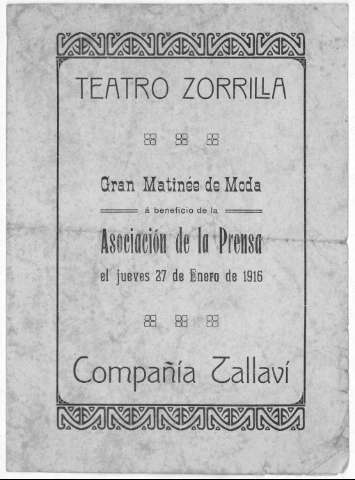 TEATRO ZORRILLA
Gran Matinée de Moda
á beneficio de la
Asociación de la Prensa
el jueves 27 de Enero de 1916
Compañía Tallaví